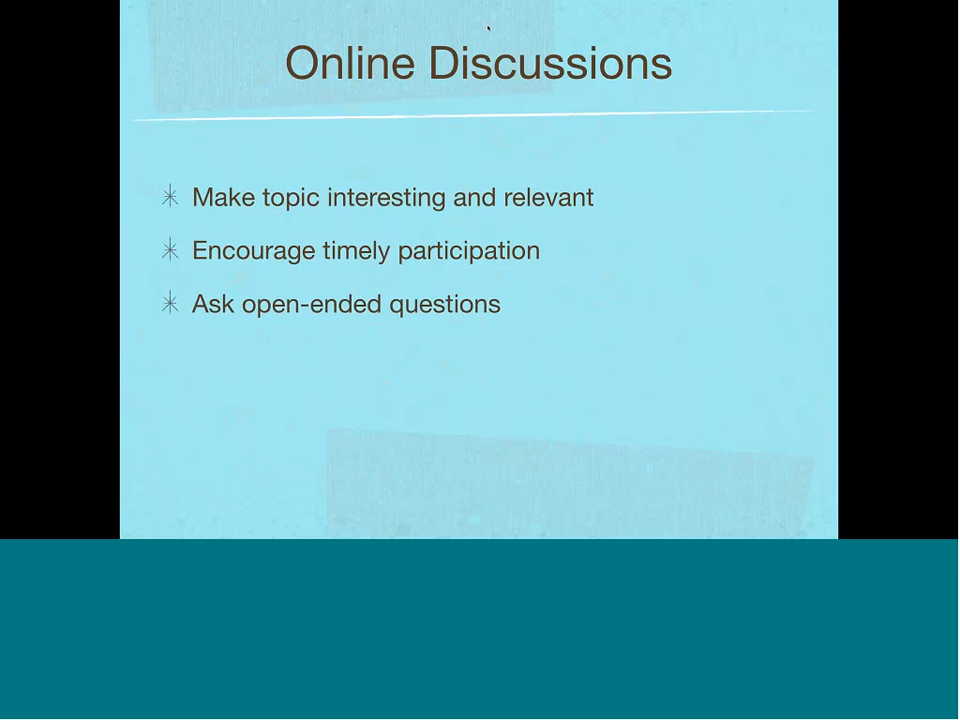 Online Discussions
Make topic interesting and relevant
Encourage timely participation
Ask open-ended questions